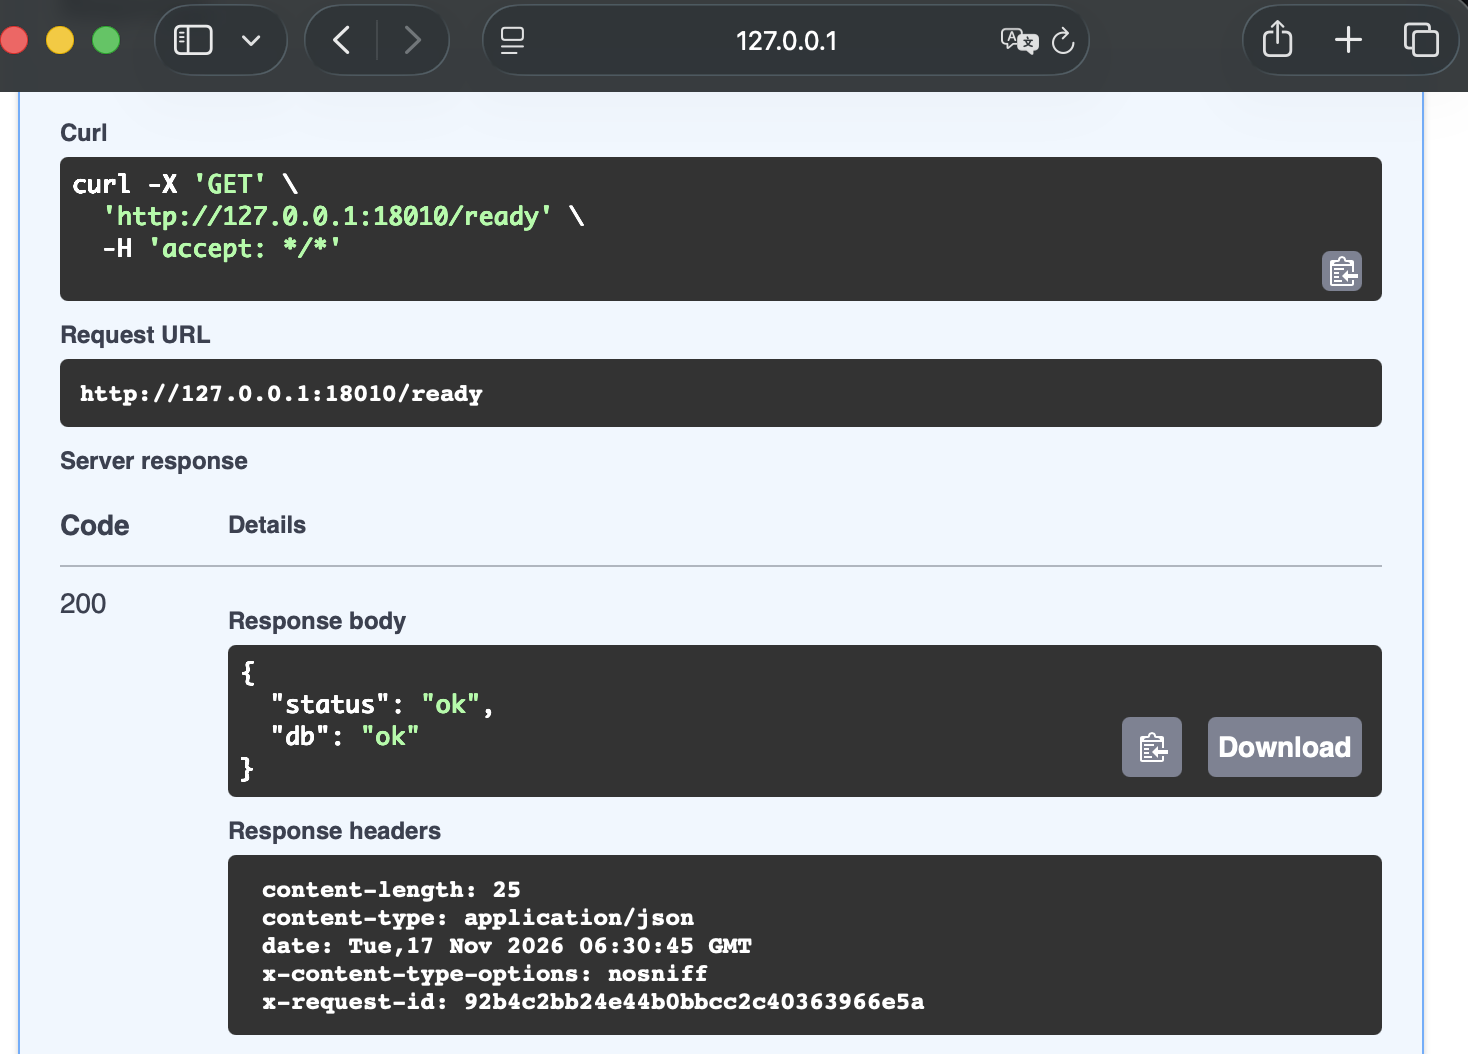 127.0.0.1
Curl
curl -X 'GET' \
  'http://127.0.0.1:18010/ready' \
  -H 'accept: */*'
Request URL
http://127.0.0.1:18010/ready
Server response
Code Details
200
Response body
{
  "status": "ok",
  "db": "ok"
}
Download
Response headers
content-length: 25
content-type: application/json
date: Tue,17 Nov 2026 06:30:45 GMT
x-content-type-options: nosniff
x-request-id: 92b4c2bb24e44b0bbcc2c40363966e5a